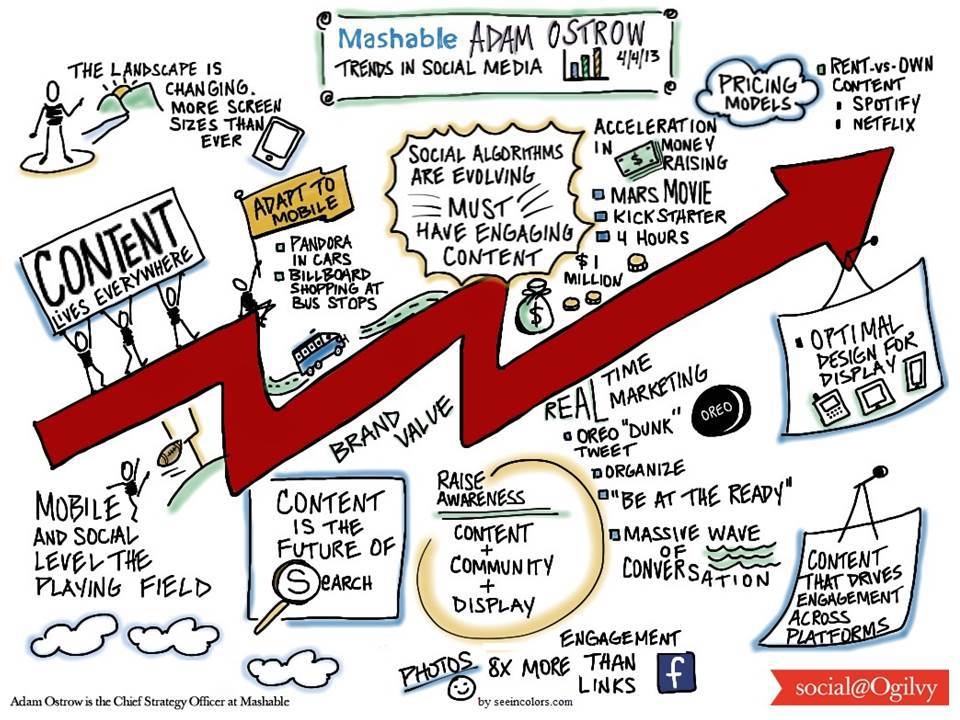 Mashable ADAM OSTROW
TRENDS IN SOCIAL MEDIA 4/4/13
THE LANDSCAPE IS
CHANGING.
MORE SCREEN
SIZES THAN
EVER
PRICING
MODELS
RENT-vs-OWN
CONTENT
SPOTIFY
NETFLIX
SOCIAL ALGORITHMS
ARE EVOLVING
MUST
HAVE ENGAGING
CONTENT
ACCELERATION
IN $ MONEY
RAISING
MARS MOVIE
KICKSTARTER
4 HOURS
$1
MILLION
$
ADAPT TO
MOBILE
PANDORA
IN CARS
BILLBOARD
SHOPPING AT
BUS STOPS
CONTENT
LIVES EVERYWHERE
OPTIMAL
DESIGN FOR
DISPLAY
BRAND
VALUE
REAL TIME
MARKETING
OREO "DUNK"
TWEET
OREO
ORGANIZE
"BE AT THE READY"
MASSIVE WAVE
OF
CONVERSATION
MOBILE
AND SOCIAL
LEVEL THE
PLAYING FIELD
CONTENT
IS THE
FUTURE OF
SEARCH
RAISE
AWARENESS
CONTENT
+
COMMUNITY
+
DISPLAY
CONTENT
THAT DRIVES
ENGAGEMENT
ACROSS
PLATFORMS
PHOTOS 8X MORE ENGAGEMENT
THAN
LINKS f
social@Ogilvy
Adam Ostrow is the Chief Strategy Officer at Mashable
by seeincolors.com